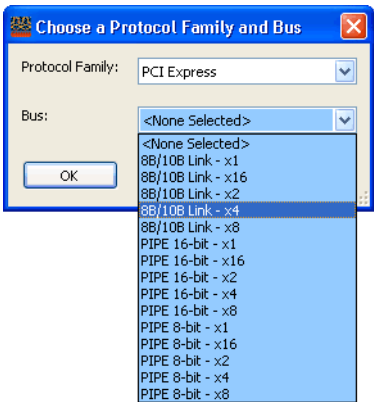 Choose a Protocol Family and Bus
Protocol Family: PCI Express
Bus: <None Selected>
OK
<None Selected>
8B/10B Link - x1
8B/10B Link - x16
8B/10B Link - x2
8B/10B Link - x4
8B/10B Link - x8
PIPE 16-bit - x1
PIPE 16-bit - x16
PIPE 16-bit - x2
PIPE 16-bit - x4
PIPE 16-bit - x8
PIPE 8-bit - x1
PIPE 8-bit - x16
PIPE 8-bit - x2
PIPE 8-bit - x4
PIPE 8-bit - x8